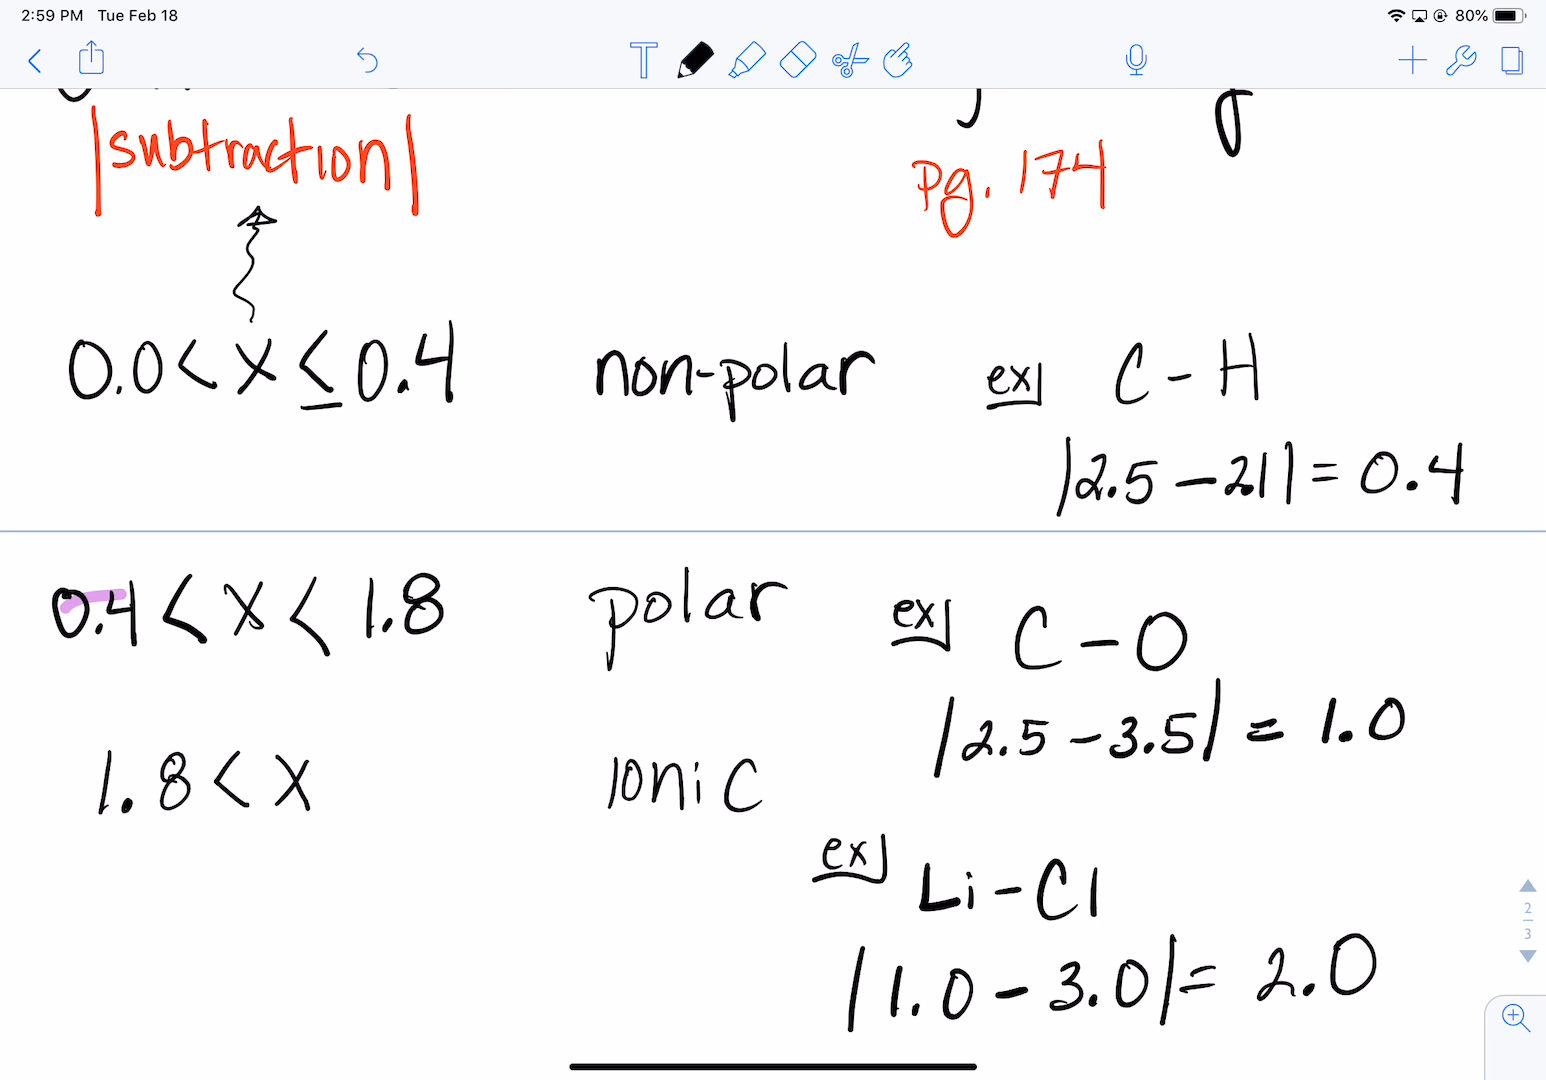 2:59 PM Tue Feb 18 80%
T
|subtraction|
pg. 174
0.0 < x ≤ 0.4 non-polar ex] C - H
|2.5 - 2.1| = 0.4
0.4 < x < 1.8 polar ex] C - O
|2.5 - 3.5| = 1.0
1.8 < x ionic
ex] Li - Cl
|1.0 - 3.0| = 2.0
2
3